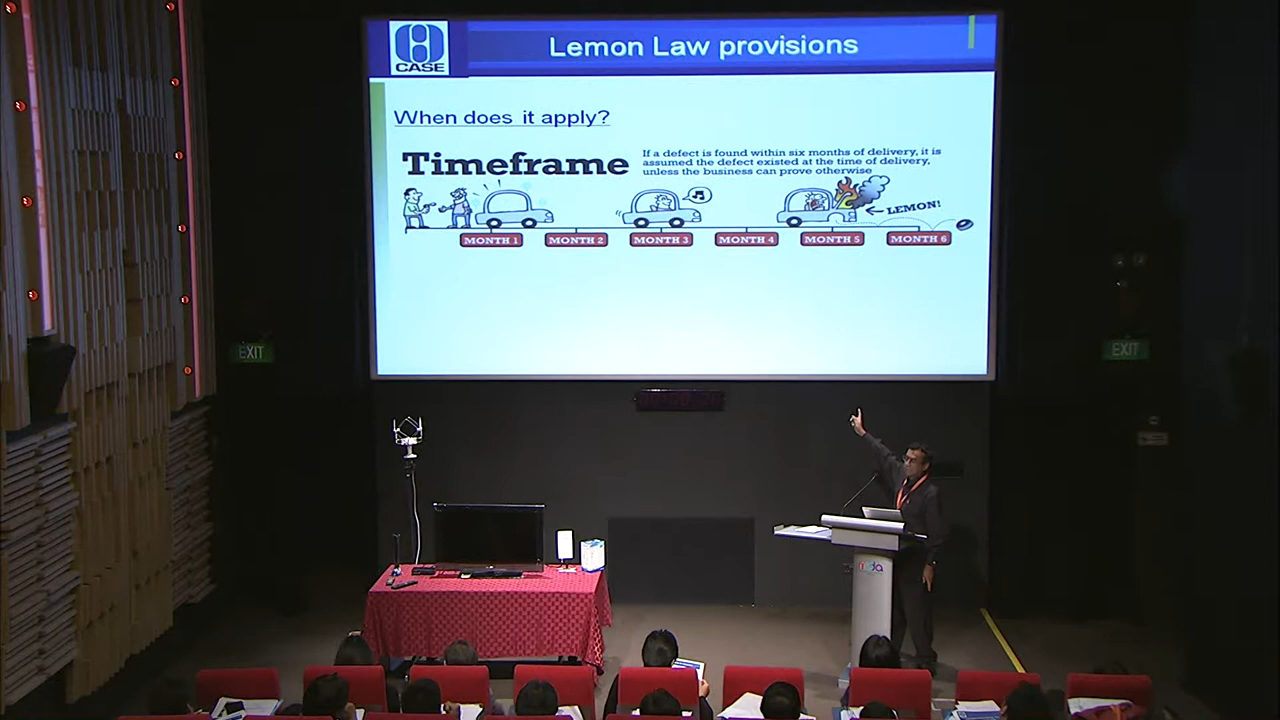 CASE
Lemon Law provisions
When does it apply?
Timeframe
If a defect is found within six months of delivery, it is
assumed the defect existed at the time of delivery,
unless the business can prove otherwise
LEMON!
MONTH 1
MONTH 2
MONTH 3
MONTH 4
MONTH 5
MONTH 6
EXIT
EXIT